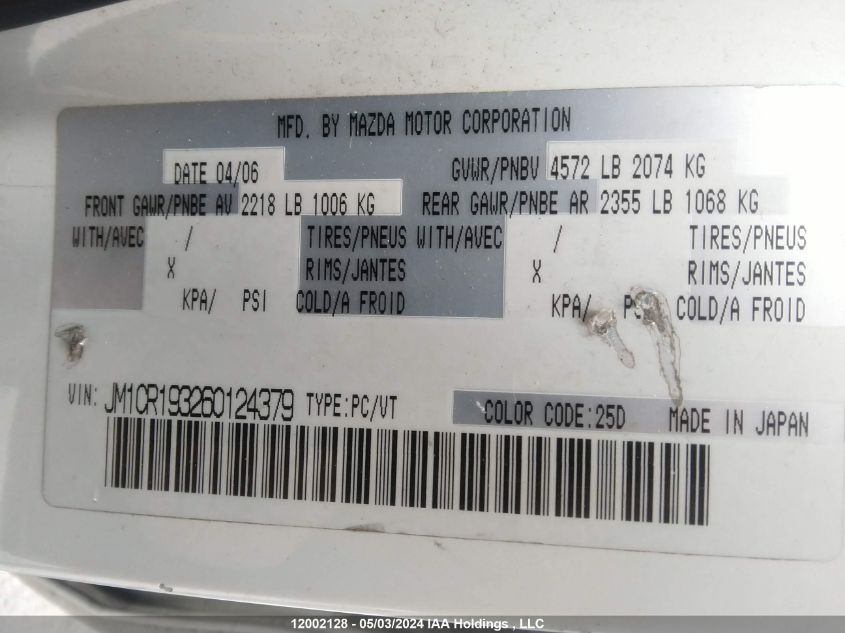 MFD. BY MAZDA MOTOR CORPORATION
DATE 04/06 GVWR/PNBV 4572 LB 2074 KG
FRONT GAWR/PNBE AV 2218 LB 1006 KG REAR GAWR/PNBE AR 2355 LB 1068 KG
WITH/AVEC / TIRES/PNEUS WITH/AVEC / TIRES/PNEUS
X RIMS/JANTES X RIMS/JANTES
KPA/ PSI COLD/A FROID KPA/ PSI COLD/A FROID
VIN: JM1CR193260124379 TYPE:PC/VT COLOR CODE:25D MADE IN JAPAN
12002128 - 05/03/2024 IAA Holdings , LLC